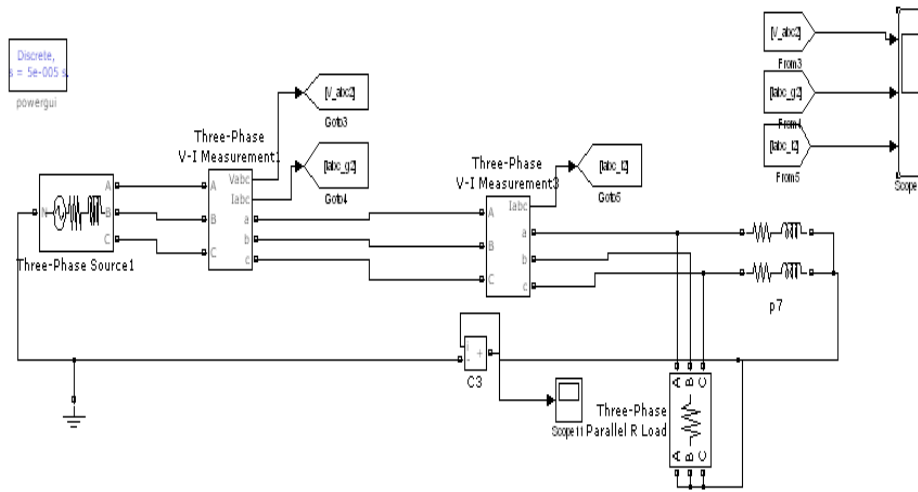 Discrete,
s = 5e-005 s.
powergui
[V_abc2]
Goto3
Three-Phase
V-I Measurement1
[Iabc_g2]
Goto4
Vabc
Iabc
A
B
C
a
b
c
N
A
B
C
Three-Phase Source1
Three-Phase
V-I Measurement3
[Iabc_l2]
Goto5
Iabc
A
B
C
a
b
c
[V_abc2]
From3
[Iabc_g2]
From4
[Iabc_l2]
From5
Scope
p7
+
-
C3
Scope11
Three-Phase
Parallel R Load
A B C
A B C